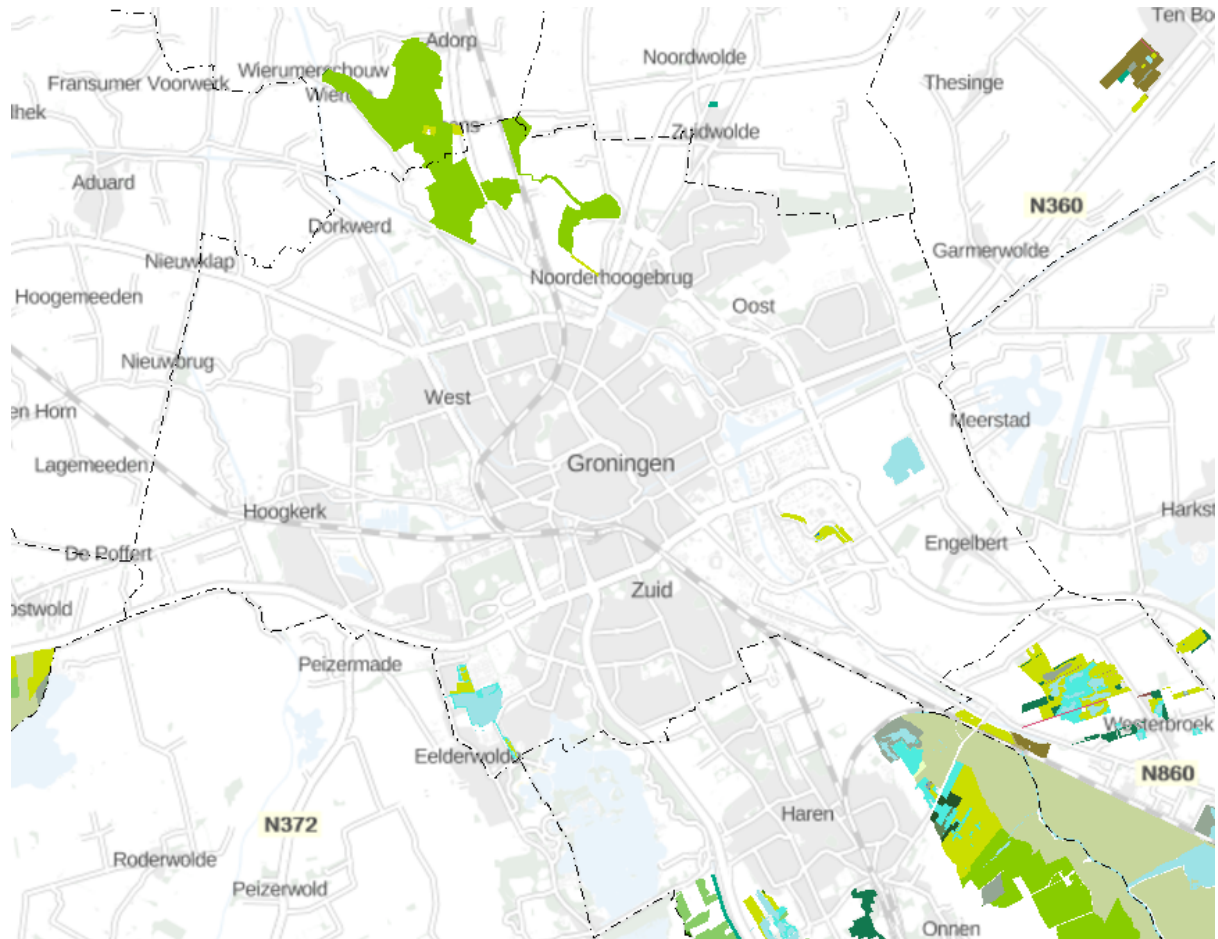 Ten Bo
Adorp
Noordwolde
Wierumerschouw
Fransumer Voorwerk
Thesinge
Wierum
lhek
ens
Zuidwolde
Aduard
N360
Dorkwerd
Garmerwolde
Nieuwklap
Noorderhoogebrug
Hoogemeeden
Oost
Nieuwbrug
West
en Horn
Meerstad
Groningen
Lagemeeden
Hoogkerk
Harkst
Engelbert
De Poffert
Zuid
ostwold
Peizermade
Westerbroek
Eelderwolde
N860
Haren
N372
Roderwolde
Peizerwold
Onnen